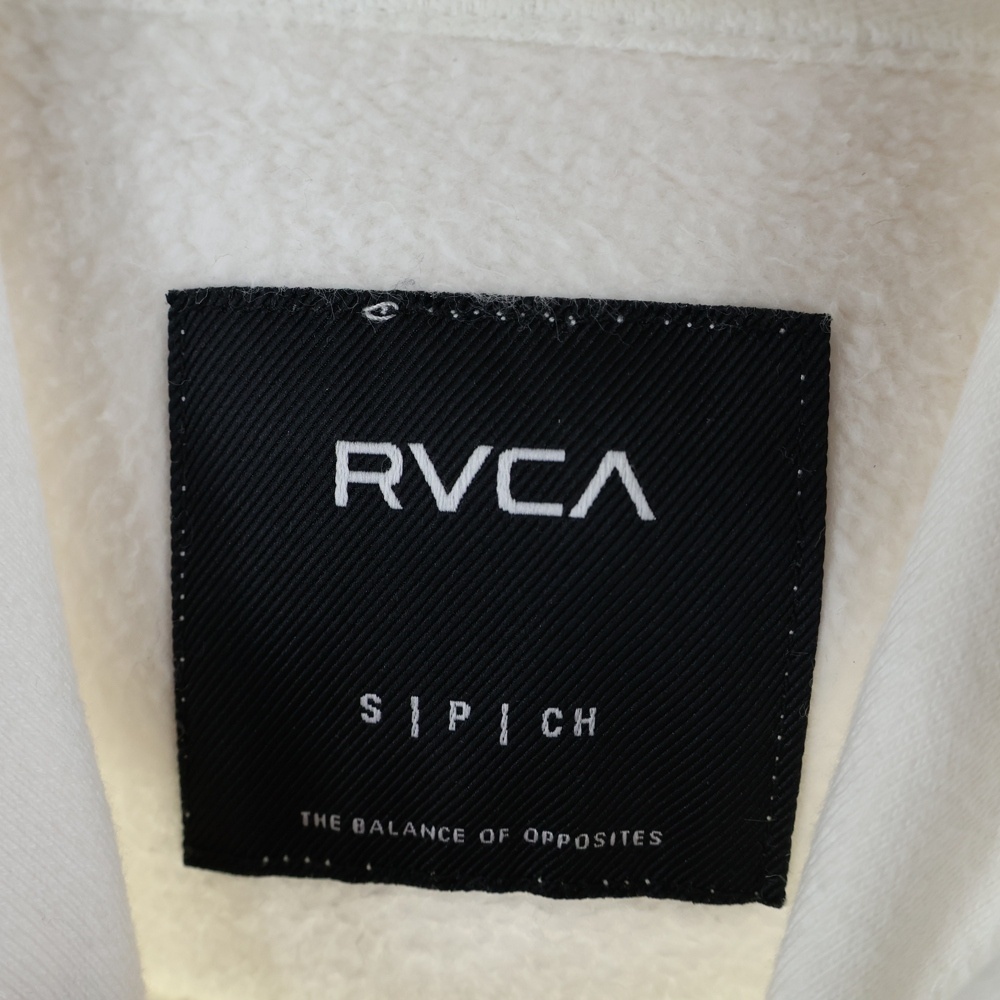 RVCA
S | P | CH
THE BALANCE OF OPPOSITES